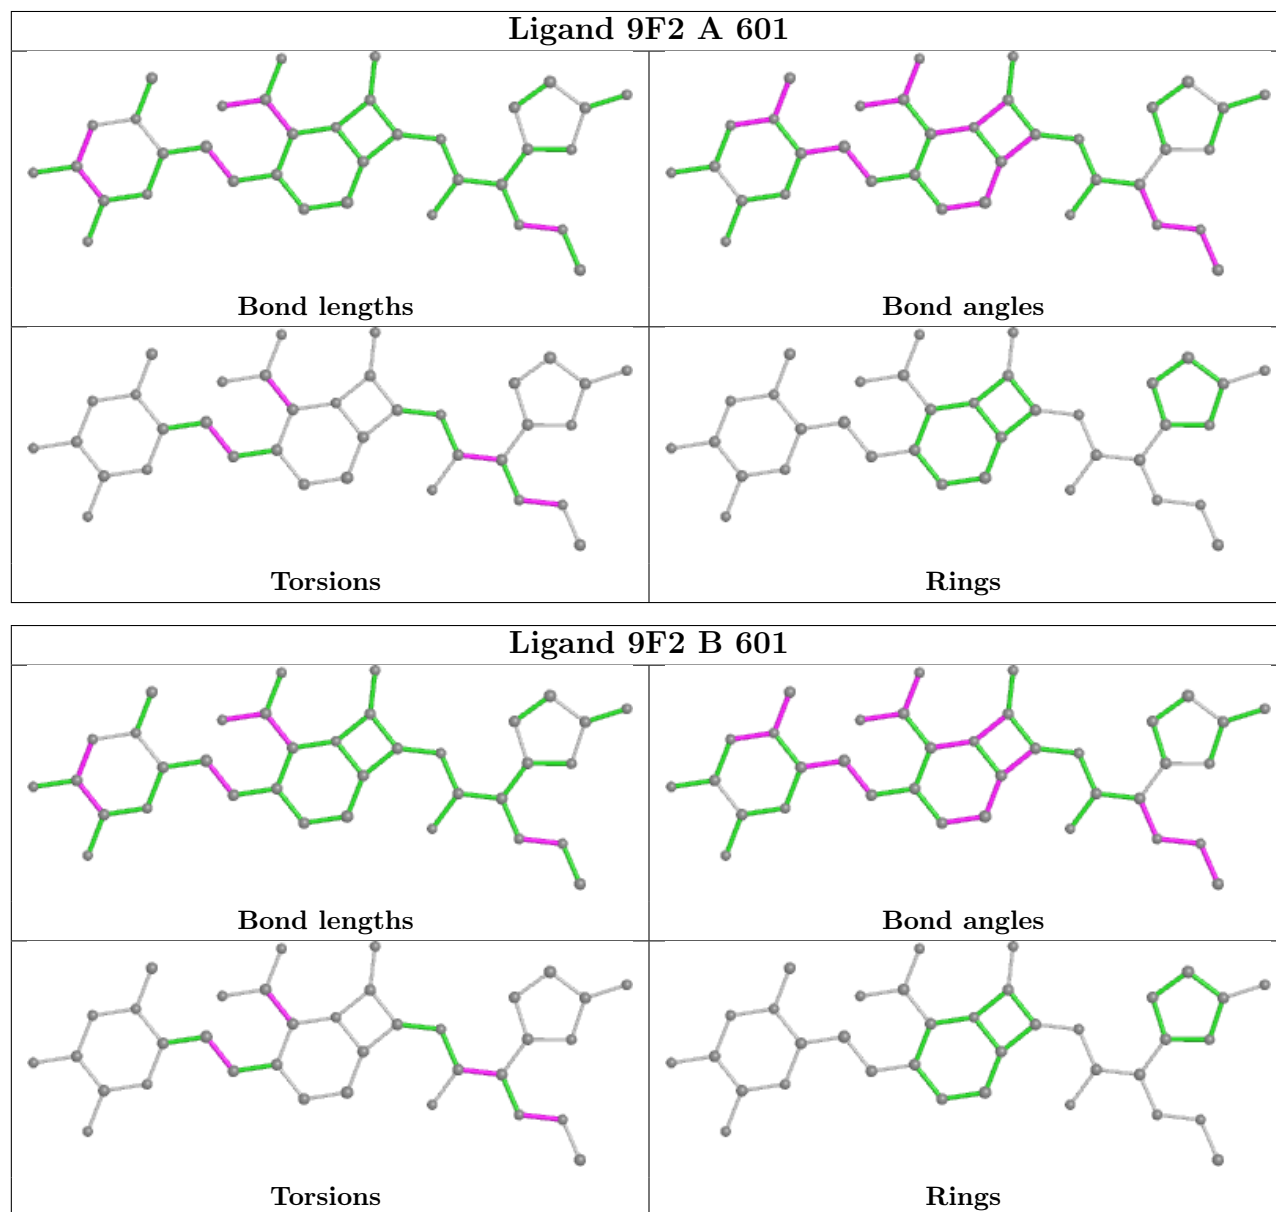 Ligand 9F2 A 601
Bond lengths
Bond angles
Torsions
Rings
Ligand 9F2 B 601
Bond lengths
Bond angles
Torsions
Rings